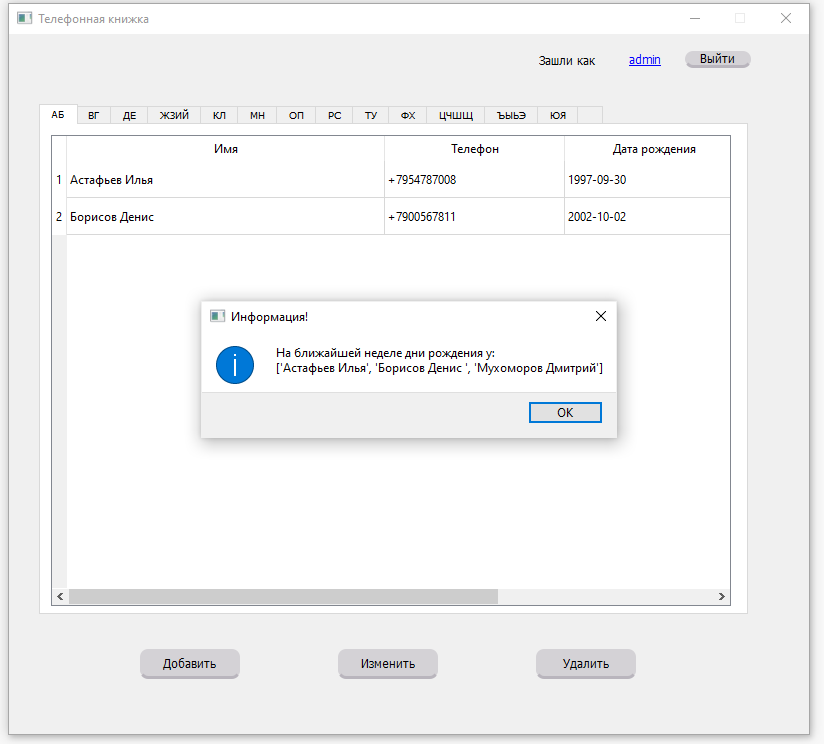 Телефонная книжка
Зашли как admin Выйти
АБ ВГ ДЕ ЖЗИЙ КЛ МН ОП РС ТУ ФХ ЦЧШЩ ЪЫЬЭ ЮЯ
Имя Телефон Дата рождения
1 Астафьев Илья +7954787008 1997-09-30
2 Борисов Денис +7900567811 2002-10-02
Информация!
На ближайшей неделе дни рождения у:
['Астафьев Илья', 'Борисов Денис ', 'Мухоморов Дмитрий']
OK
Добавить Изменить Удалить